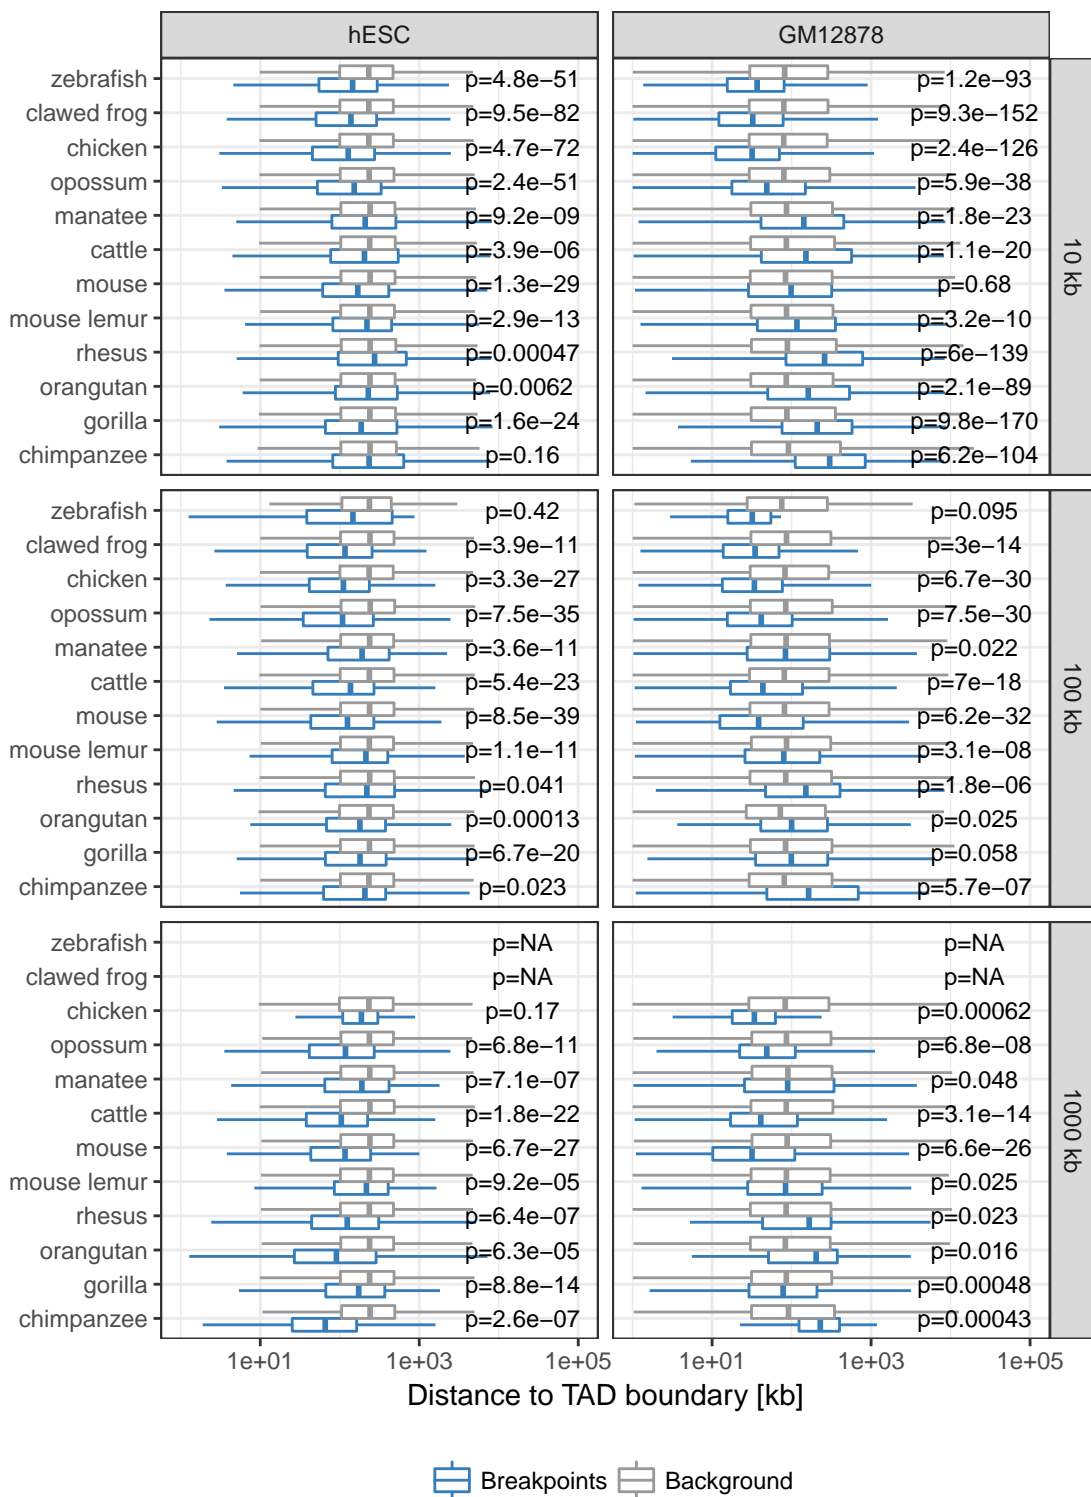 hESC GM12878
zebrafish p=4.8e−51 p=1.2e−93
clawed frog p=9.5e−82 p=9.3e−152
chicken p=4.7e−72 p=2.4e−126
opossum p=2.4e−51 p=5.9e−38
manatee p=9.2e−09 p=1.8e−23
cattle p=3.9e−06 p=1.1e−20
mouse p=1.3e−29 p=0.68
mouse lemur p=2.9e−13 p=3.2e−10
rhesus p=0.00047 p=6e−139
orangutan p=0.0062 p=2.1e−89
gorilla p=1.6e−24 p=9.8e−170
chimpanzee p=0.16 p=6.2e−104
10 kb
zebrafish p=0.42 p=0.095
clawed frog p=3.9e−11 p=3e−14
chicken p=3.3e−27 p=6.7e−30
opossum p=7.5e−35 p=7.5e−30
manatee p=3.6e−11 p=0.022
cattle p=5.4e−23 p=7e−18
mouse p=8.5e−39 p=6.2e−32
mouse lemur p=1.1e−11 p=3.1e−08
rhesus p=0.041 p=1.8e−06
orangutan p=0.00013 p=0.025
gorilla p=6.7e−20 p=0.058
chimpanzee p=0.023 p=5.7e−07
100 kb
zebrafish p=NA p=NA
clawed frog p=NA p=NA
chicken p=0.17 p=0.00062
opossum p=6.8e−11 p=6.8e−08
manatee p=7.1e−07 p=0.048
cattle p=1.8e−22 p=3.1e−14
mouse p=6.7e−27 p=6.6e−26
mouse lemur p=9.2e−05 p=0.025
rhesus p=6.4e−07 p=0.023
orangutan p=6.3e−05 p=0.016
gorilla p=8.8e−14 p=0.00048
chimpanzee p=2.6e−07 p=0.00043
1000 kb
1e+01 1e+03 1e+05 1e+01 1e+03 1e+05
Distance to TAD boundary [kb]
Breakpoints Background